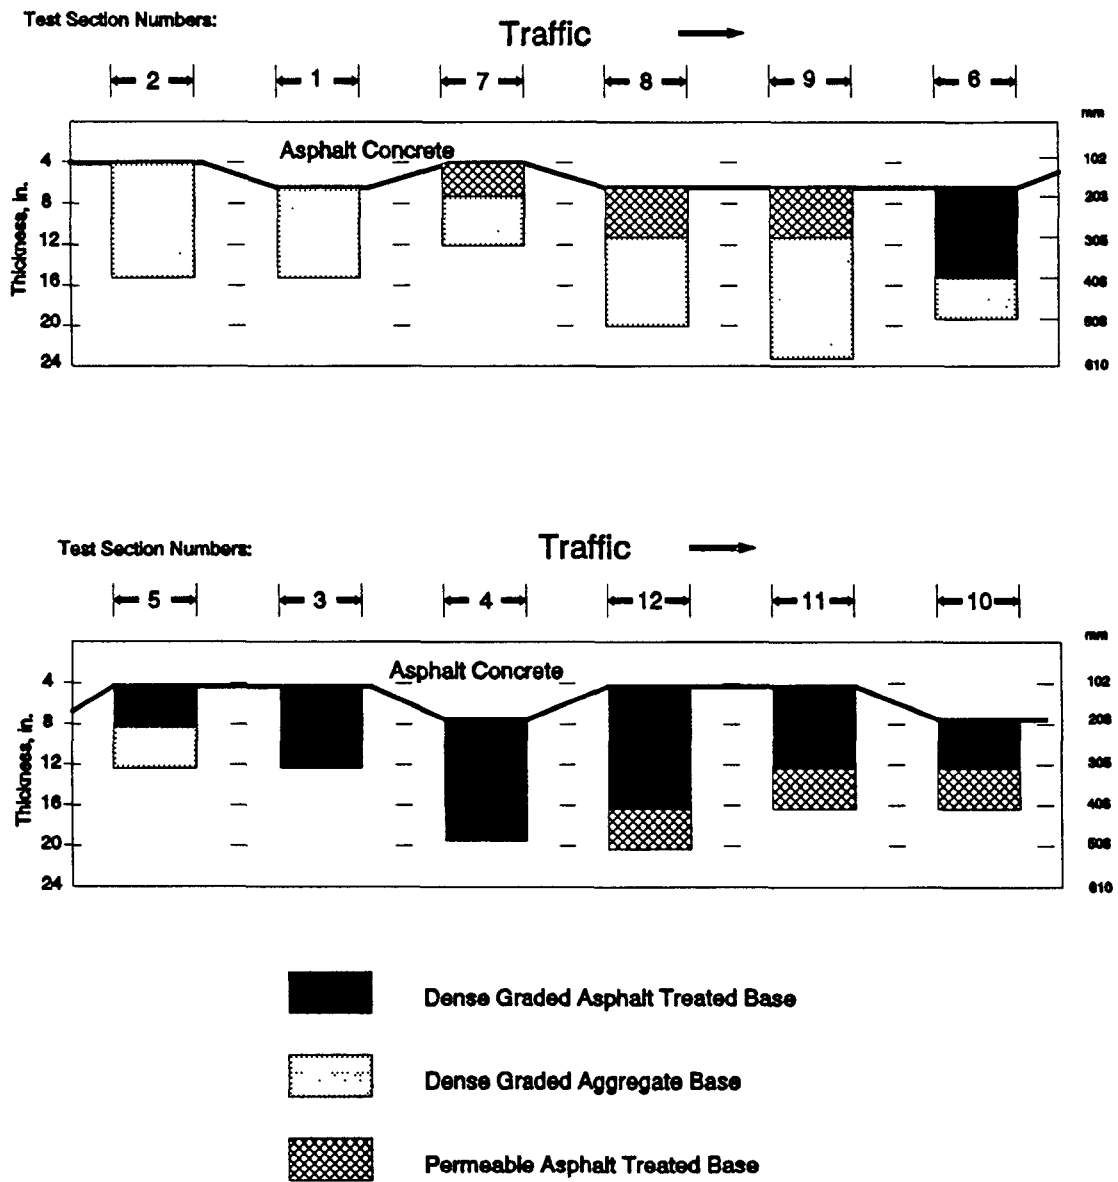 Test Section Numbers:
Traffic
2 1 7 8 9 6
mm
Asphalt Concrete
4 102
8 203
12 305
16 406
20 508
24 610
Thickness, in.
Test Section Numbers:
Traffic
5 3 4 12 11 10
mm
Asphalt Concrete
4 102
8 203
12 305
16 406
20 508
24 610
Thickness, in.
Dense Graded Asphalt Treated Base
Dense Graded Aggregate Base
Permeable Asphalt Treated Base